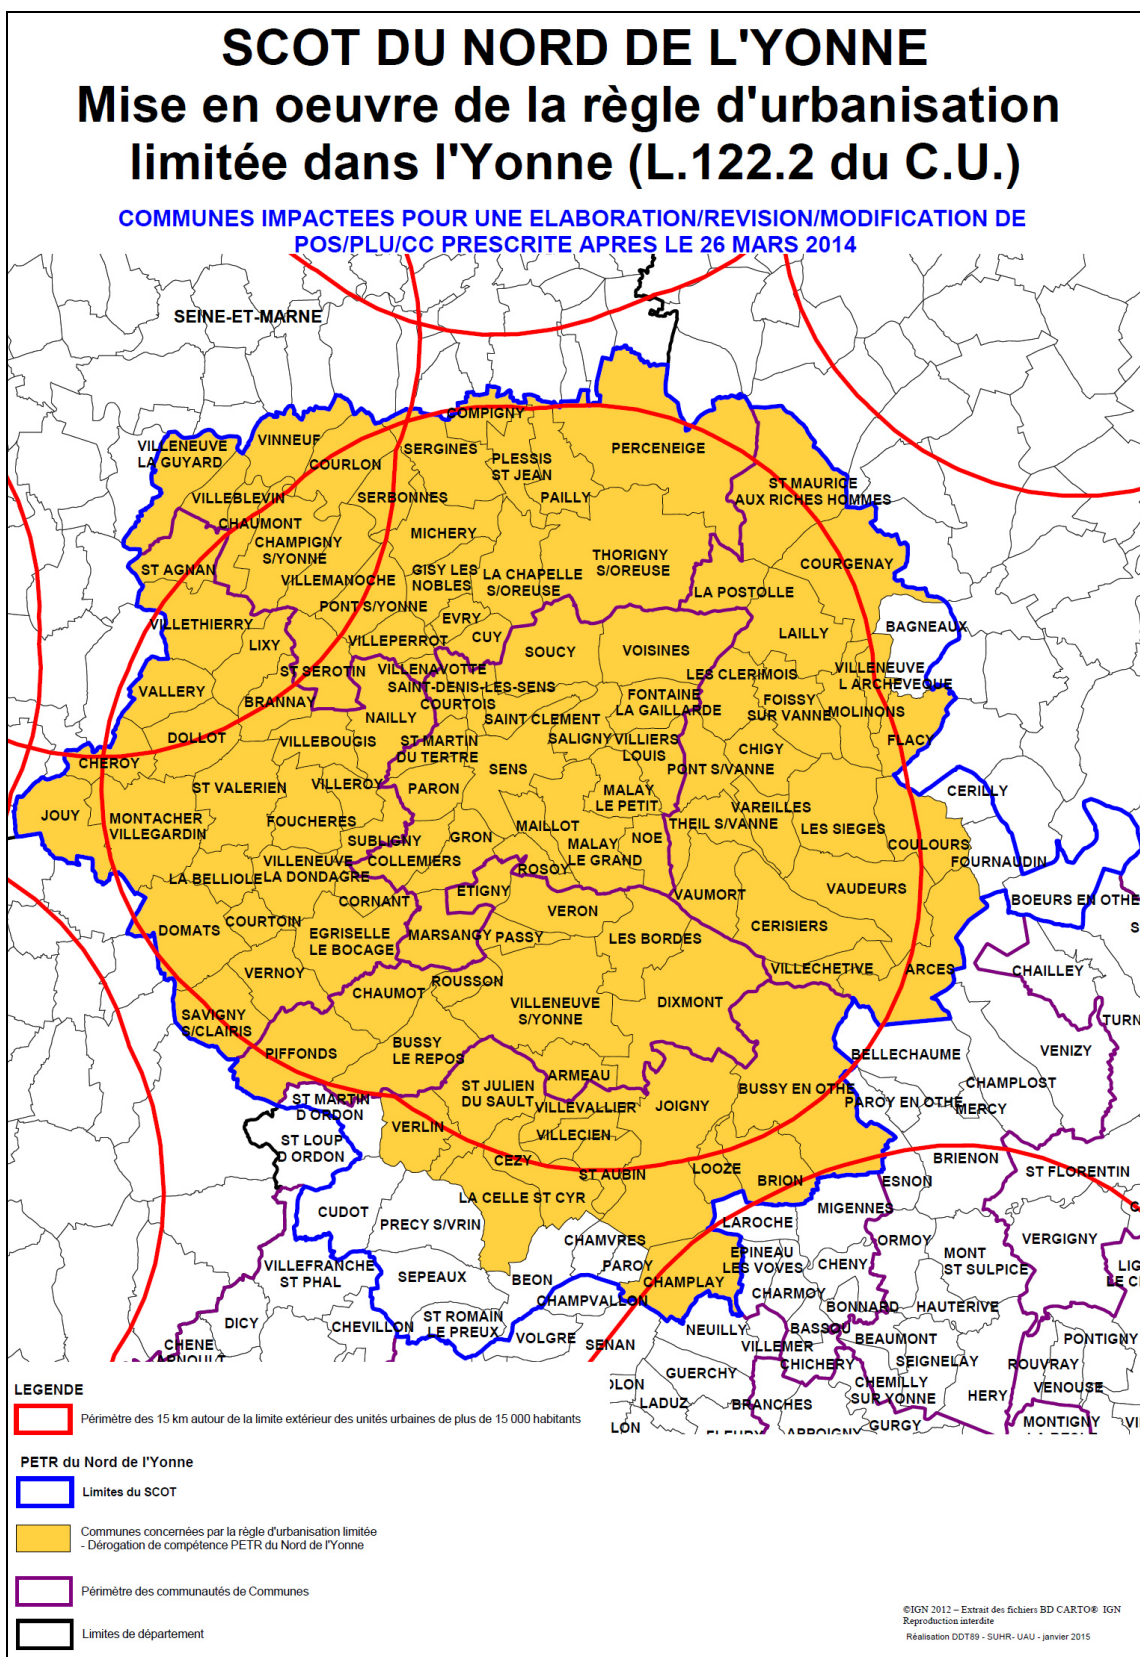 SCOT DU NORD DE L'YONNE
Mise en oeuvre de la règle d'urbanisation
limitée dans l'Yonne (L.122.2 du C.U.)
COMMUNES IMPACTEES POUR UNE ELABORATION/REVISION/MODIFICATION DE
POS/PLU/CC PRESCRITE APRES LE 26 MARS 2014
SEINE-ET-MARNE
COMPIGNY
VILLENEUVE
LA GUYARD
VINNEUF
COURLON
SERGINES
PLESSIS
ST JEAN
PERCENEIGE
ST MAURICE
AUX RICHES HOMMES
VILLEBLEVIN
SERBONNES
PAILLY
CHAUMONT
CHAMPIGNY
S/YONNE
MICHERY
THORIGNY
S/OREUSE
COURGENAY
ST AGNAN
VILLEMANOCHE
GISY LES
NOBLES
LA CHAPELLE
S/OREUSE
LA POSTOLLE
PONT S/YONNE
VILLETHIERRY
LIXY
VILLEPERROT
EVRY
CUY
SOUCY
VOISINES
LAILLY
BAGNEAUX
ST SEROTIN
VILLENAVOTTE
SAINT-DENIS-LES-SENS
COURTOIS
LES CLERIMOIS
VILLENEUVE
L ARCHEVEQUE
VALLERY
BRANNAY
NAILLY
FONTAINE
LA GAILLARDE
FOISSY
SUR VANNE
MOLINONS
SAINT CLEMENT
DOLLOT
VILLEBOUGIS
ST MARTIN
DU TERTRE
SALIGNY
VILLIERS
LOUIS
CHIGY
FLACY
CHEROY
SENS
PONT S/VANNE
ST VALERIEN
VILLEROY
PARON
MALAY
LE PETIT
CERILLY
JOUY
MONTACHER
VILLEGARDIN
FOUCHERES
SUBLIGNY
GRON
MAILLOT
NOE
VAREILLES
THEIL S/VANNE
LES SIEGES
MALAY
LE GRAND
COULOURS
FOURNAUDIN
VILLENEUVE
LA DONDAGRE
COLLEMIERS
ROSOY
LA BELLIOLE
CORNANT
ETIGNY
VAUMORT
VAUDEURS
BOEURS EN OTHE
DOMATS
COURTOIN
EGRISELLE
LE BOCAGE
MARSANGY
PASSY
VERON
LES BORDES
CERISIERS
S
VERNOY
CHAUMOT
ROUSSON
VILLECHETIVE
ARCES
CHAILLEY
SAVIGNY
S/CLAIRIS
VILLENEUVE
S/YONNE
DIXMONT
TURN
PIFFONDS
BUSSY
LE REPOS
BELLECHAUME
VENIZY
ST JULIEN
DU SAULT
ARMEAU
BUSSY EN OTHE
CHAMPLOST
ST MARTIN
D ORDON
VILLEVALLIER
JOIGNY
PAROY EN OTHE
MERCY
VERLIN
VILLECIEN
ST LOUP
D ORDON
CEZY
ST AUBIN
LOOZE
BRION
BRIENON
ESNON
ST FLORENTIN
LA CELLE ST CYR
MIGENNES
CUDOT
PRECY S/VRIN
LAROCHE
CHAMVRES
ORMOY
VERGIGNY
VILLEFRANCHE
ST PHAL
SEPEAUX
BEON
PAROY
EPINEAU
LES VOVES
CHENY
MONT
ST SULPICE
LIG
LE C
CHAMPLAY
CHARMOY
CHAMPVALLON
BONNARD
HAUTERIVE
DICY
CHEVILLON
ST ROMAIN
LE PREUX
VOLGRE
SENAN
NEUILLY
VILLEMER
BASSOU
BEAUMONT
PONTIGNY
CHENE
ARNOULT
CHICHERY
SEIGNELAY
ROUVRAY
GUERCHY
CHEMILLY
SUR YONNE
HERY
VENOUSE
OLON
LADUZ
BRANCHES
GURGY
MONTIGNY
VI
LON
FLEURY
APPOIGNY
LEGENDE
Périmètre des 15 km autour de la limite extérieur des unités urbaines de plus de 15 000 habitants
PETR du Nord de l'Yonne
Limites du SCOT
Communes concernées par la règle d'urbanisation limitée
- Dérogation de compétence PETR du Nord de l'Yonne
Périmètre des communautés de Communes
Limites de département
©IGN 2012 – Extrait des fichiers BD CARTO® IGN
Reproduction interdite
Réalisation DDT89 - SUHR- UAU - janvier 2015